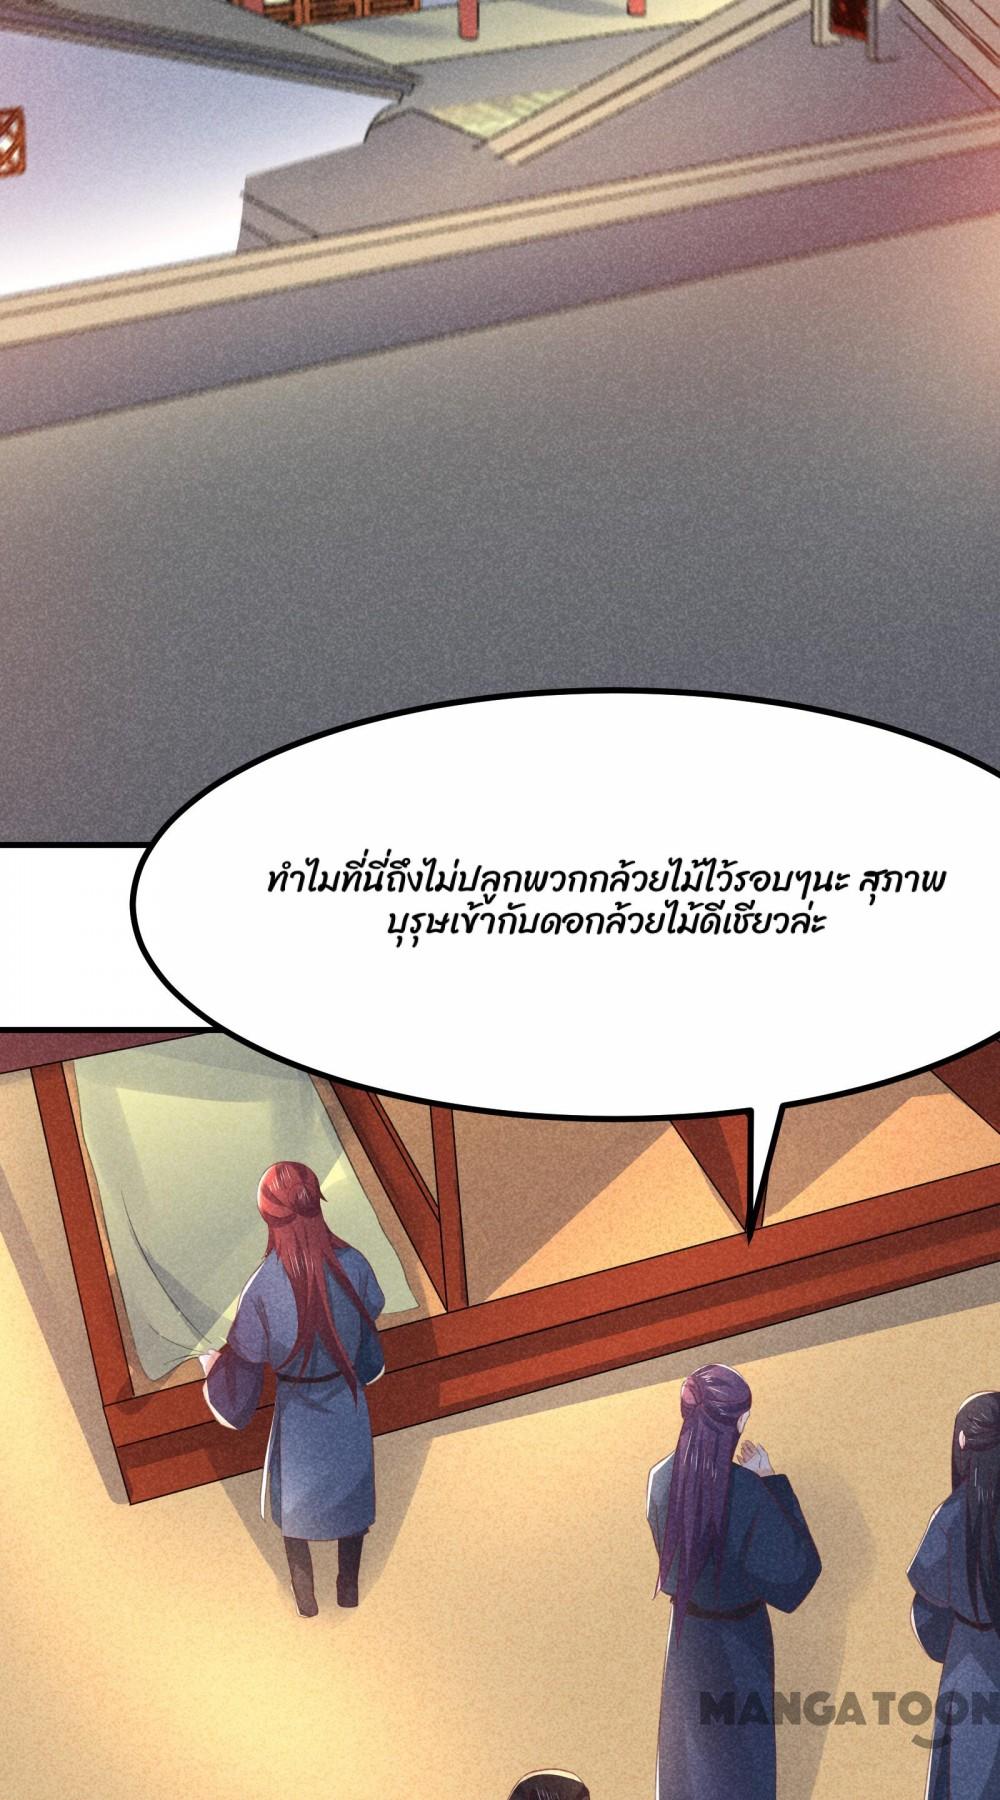 ทำไมที่นี่ถึงไม่ปลูกพวกกล้วยไม้ไว้รอบๆนะ สุภาพ
บุรุษเข้ากับดอกล้วยไม้ดีเชียวล่ะ
MANGATOON